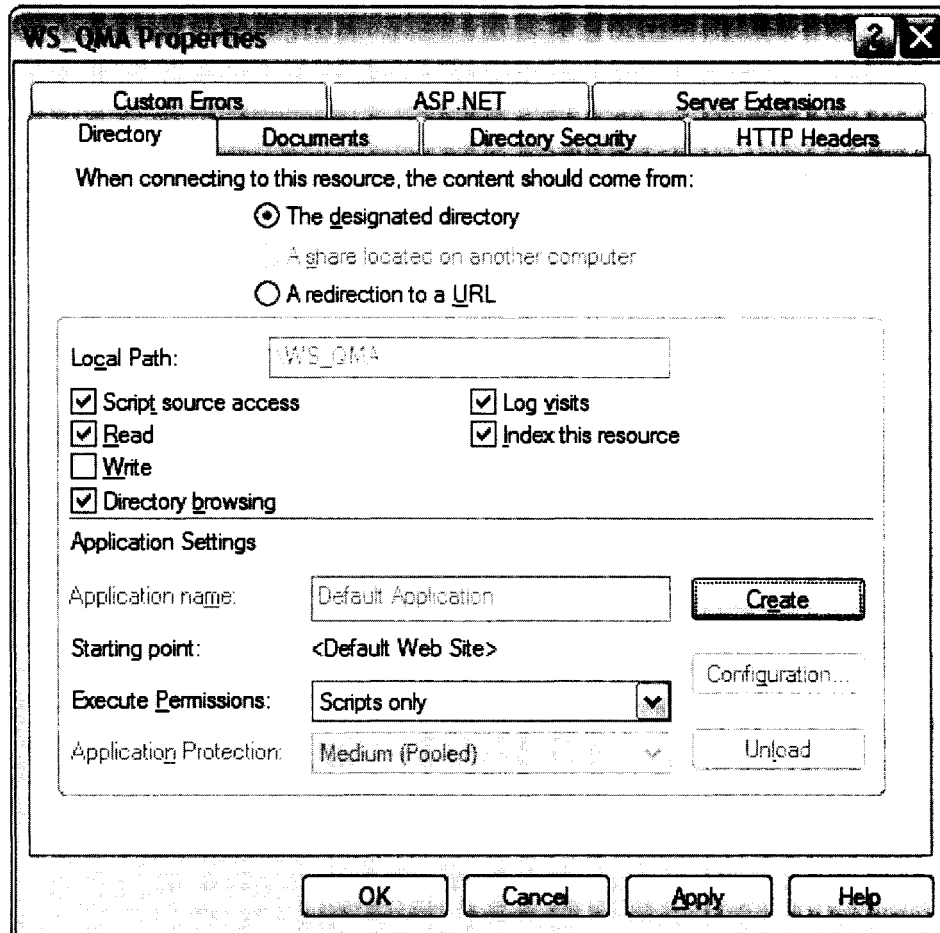 WS_QMA Properties
Custom Errors ASP.NET Server Extensions
Directory Documents Directory Security HTTP Headers
When connecting to this resource, the content should come from:
The designated directory
A share located on another computer
A redirection to a URL
Local Path: \WS_QMA
Script source access Log visits
Read Index this resource
Write
Directory browsing
Application Settings
Application name: Default Application Create
Starting point: <Default Web Site>
Configuration...
Execute Permissions: Scripts only
Application Protection: Medium (Pooled) Unload
OK Cancel Apply Help